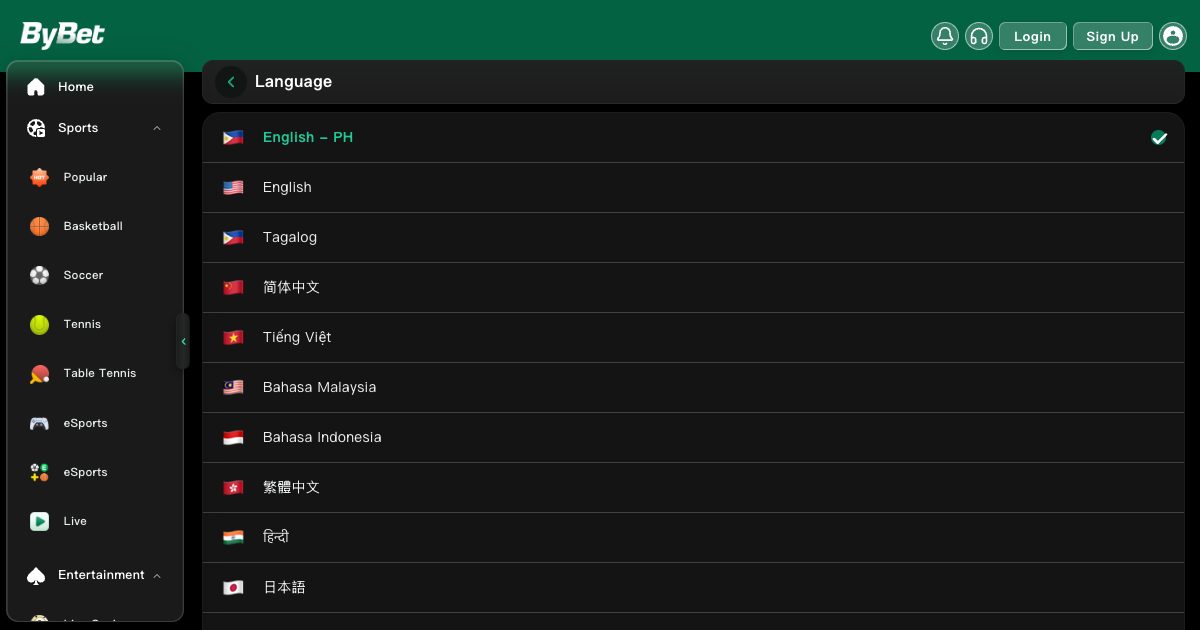 ByBet
Login
Sign Up
Home
Sports
Popular
Basketball
Soccer
Tennis
Table Tennis
eSports
eSports
Live
Entertainment
Language
English – PH
English
Tagalog
简体中文
Tiếng Việt
Bahasa Malaysia
Bahasa Indonesia
繁體中文
हिन्दी
日本語